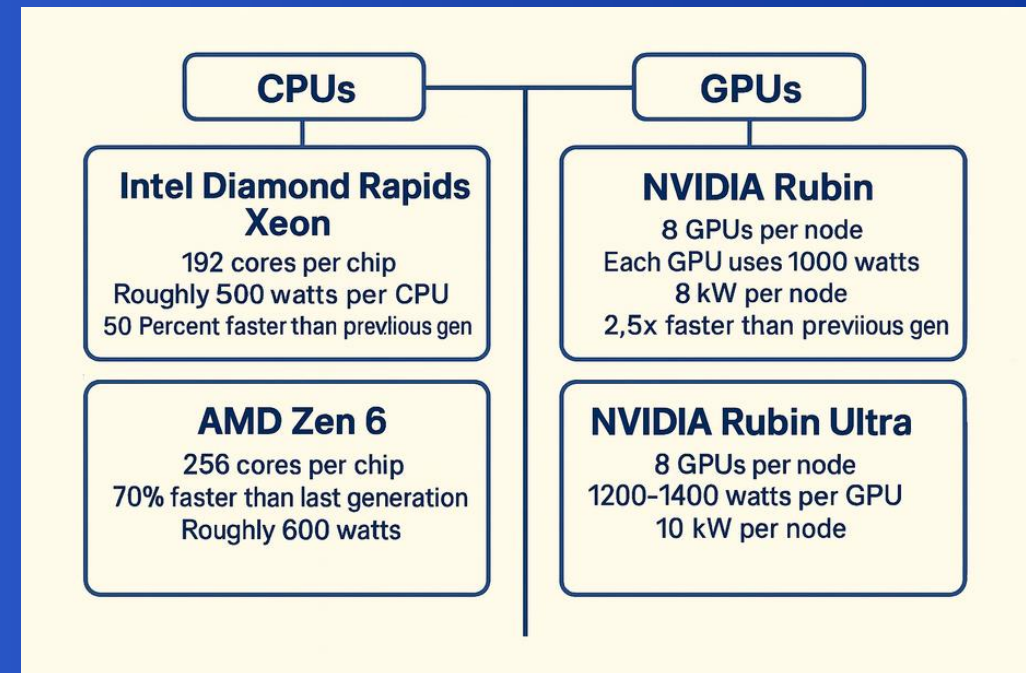 CPUs
GPUs
Intel Diamond Rapids
Xeon
192 cores per chip
Roughly 500 watts per CPU
50 Percent faster than prevlious gen
AMD Zen 6
256 cores per chip
70% faster than last generation
Roughly 600 watts
NVIDIA Rubin
8 GPUs per node
Each GPU uses 1000 watts
8 kW per node
2,5x faster than previious gen
NVIDIA Rubin Ultra
8 GPUs per node
1200–1400 watts per GPU
10 kW per node